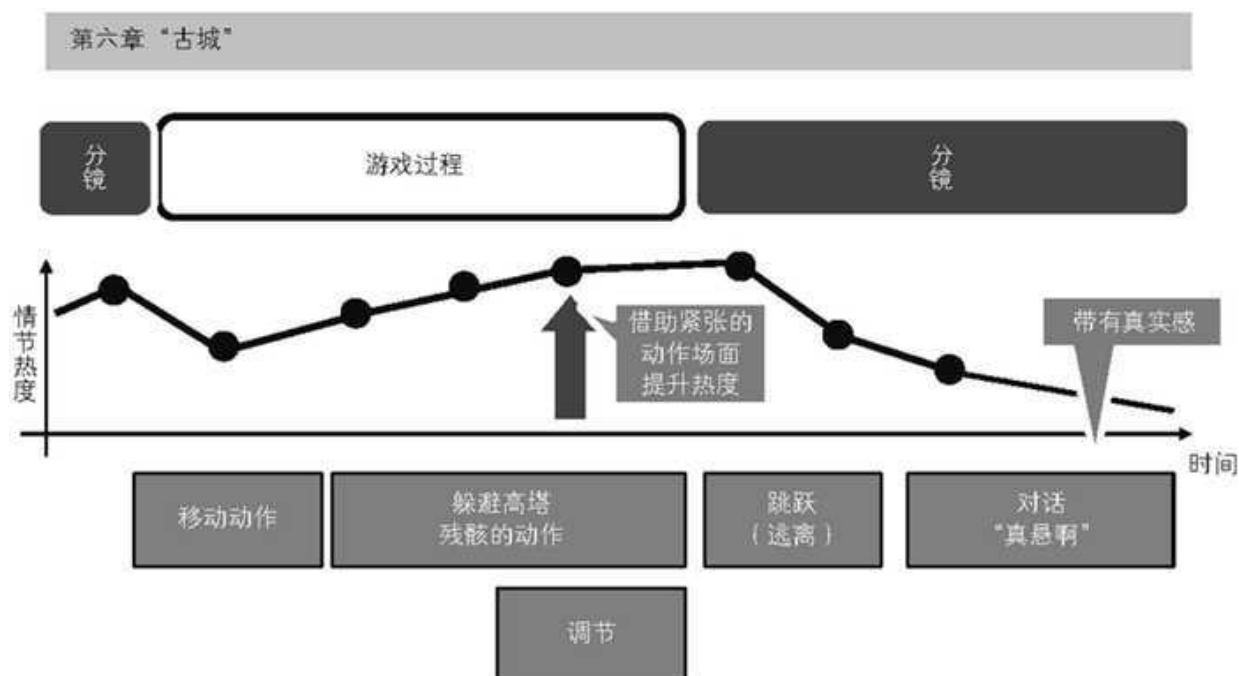 第六章“古城”
分
镜
游戏过程
分
镜
情
节
热
度
借助紧张的
动作场面
提升热度
带有真实感
时间
移动动作
躲避高塔
残骸的动作
跳跃
（逃离）
对话
“真悬啊”
调节